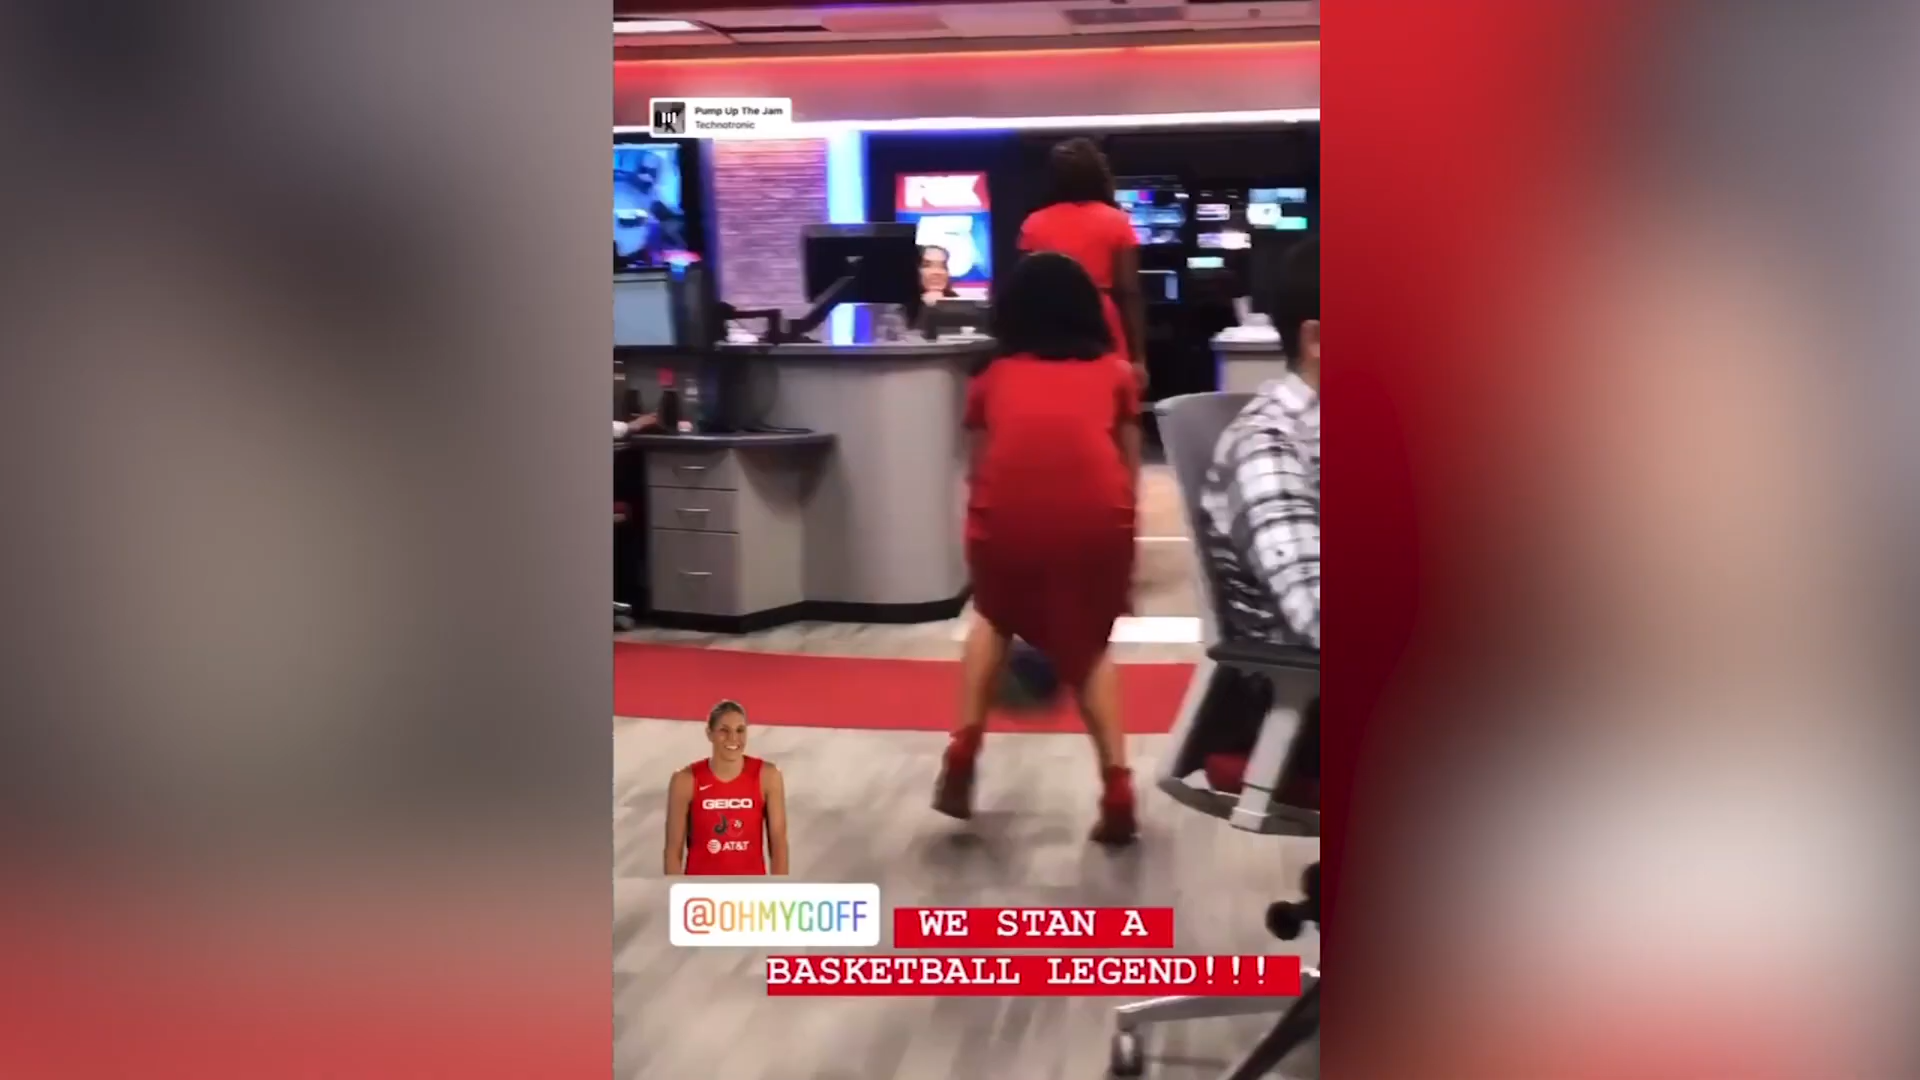 Pump Up The Jam
Technotronic
FOX
5
GEICO
AT&T
@OHMYGOFF
WE STAN A
BASKETBALL LEGEND!!!